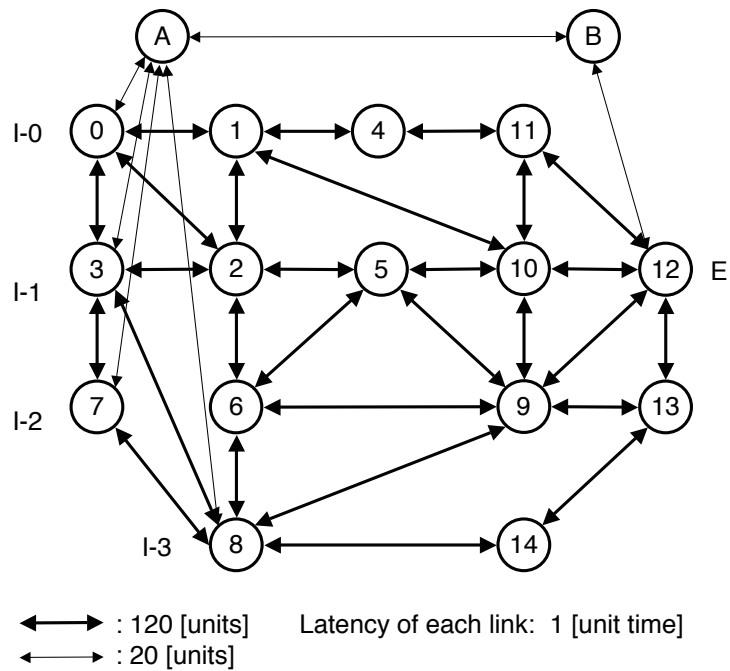 A B
I-0 0 1 4 11
I-1 3 2 5 10 12 E
I-2 7 6 9 13
I-3 8 14
: 120 [units] Latency of each link: 1 [unit time]
: 20 [units]